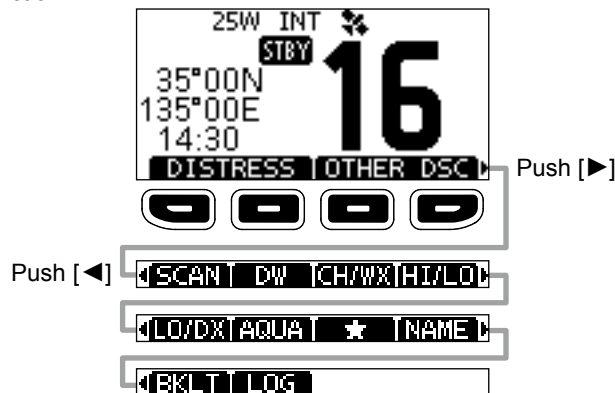 25W INT
STBY
16
35°00N
135°00E
14:30
DISTRESS OTHER DSC
Push [►]
Push [◄]
SCAN DW CH/WX HI/LO
LO/DX AQUA ★ NAME
BKLT LOG